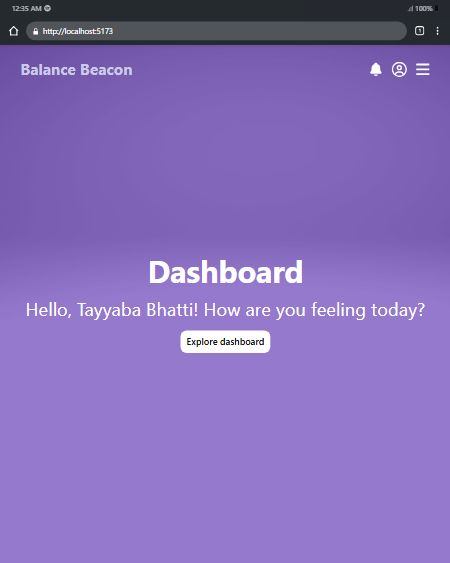 12:35 AM
100%
http://localhost:5173
1
Balance Beacon
Dashboard
Hello, Tayyaba Bhatti! How are you feeling today?
Explore dashboard